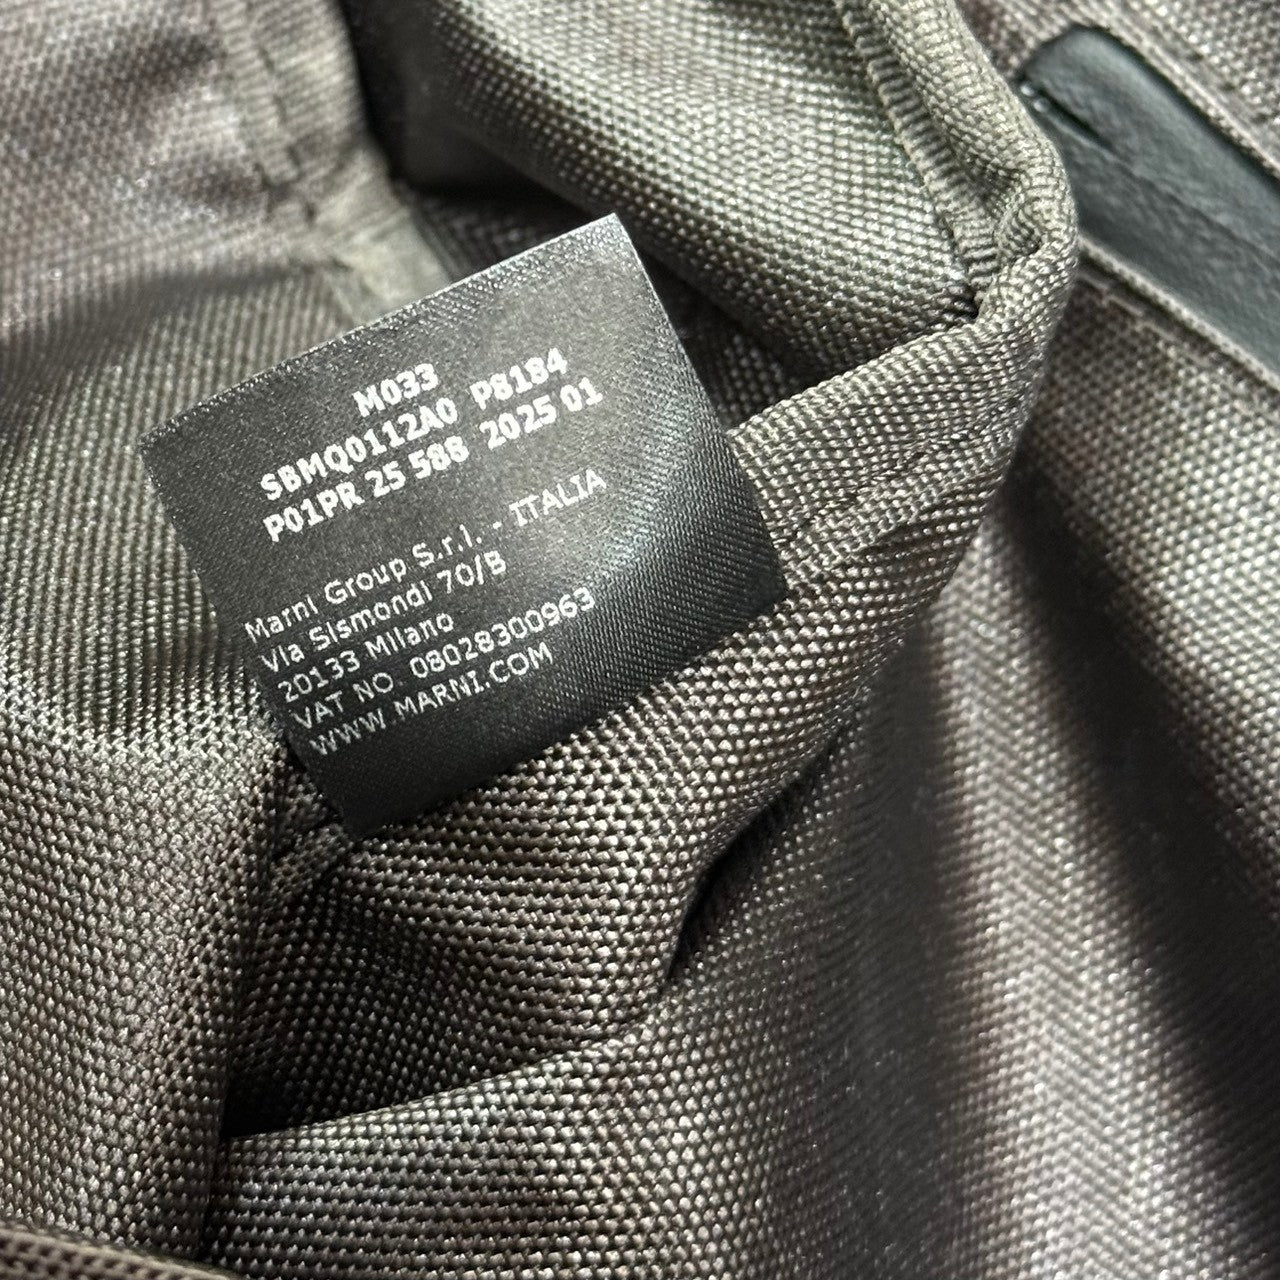 M033
SBMQ0112A0 P8184
P01PR 25 588 2025 01
Marni Group S.r.l. - ITALIA
Via Sismondi 70/B
20133 Milano
VAT NO. 08028300963
WWW.MARNI.COM